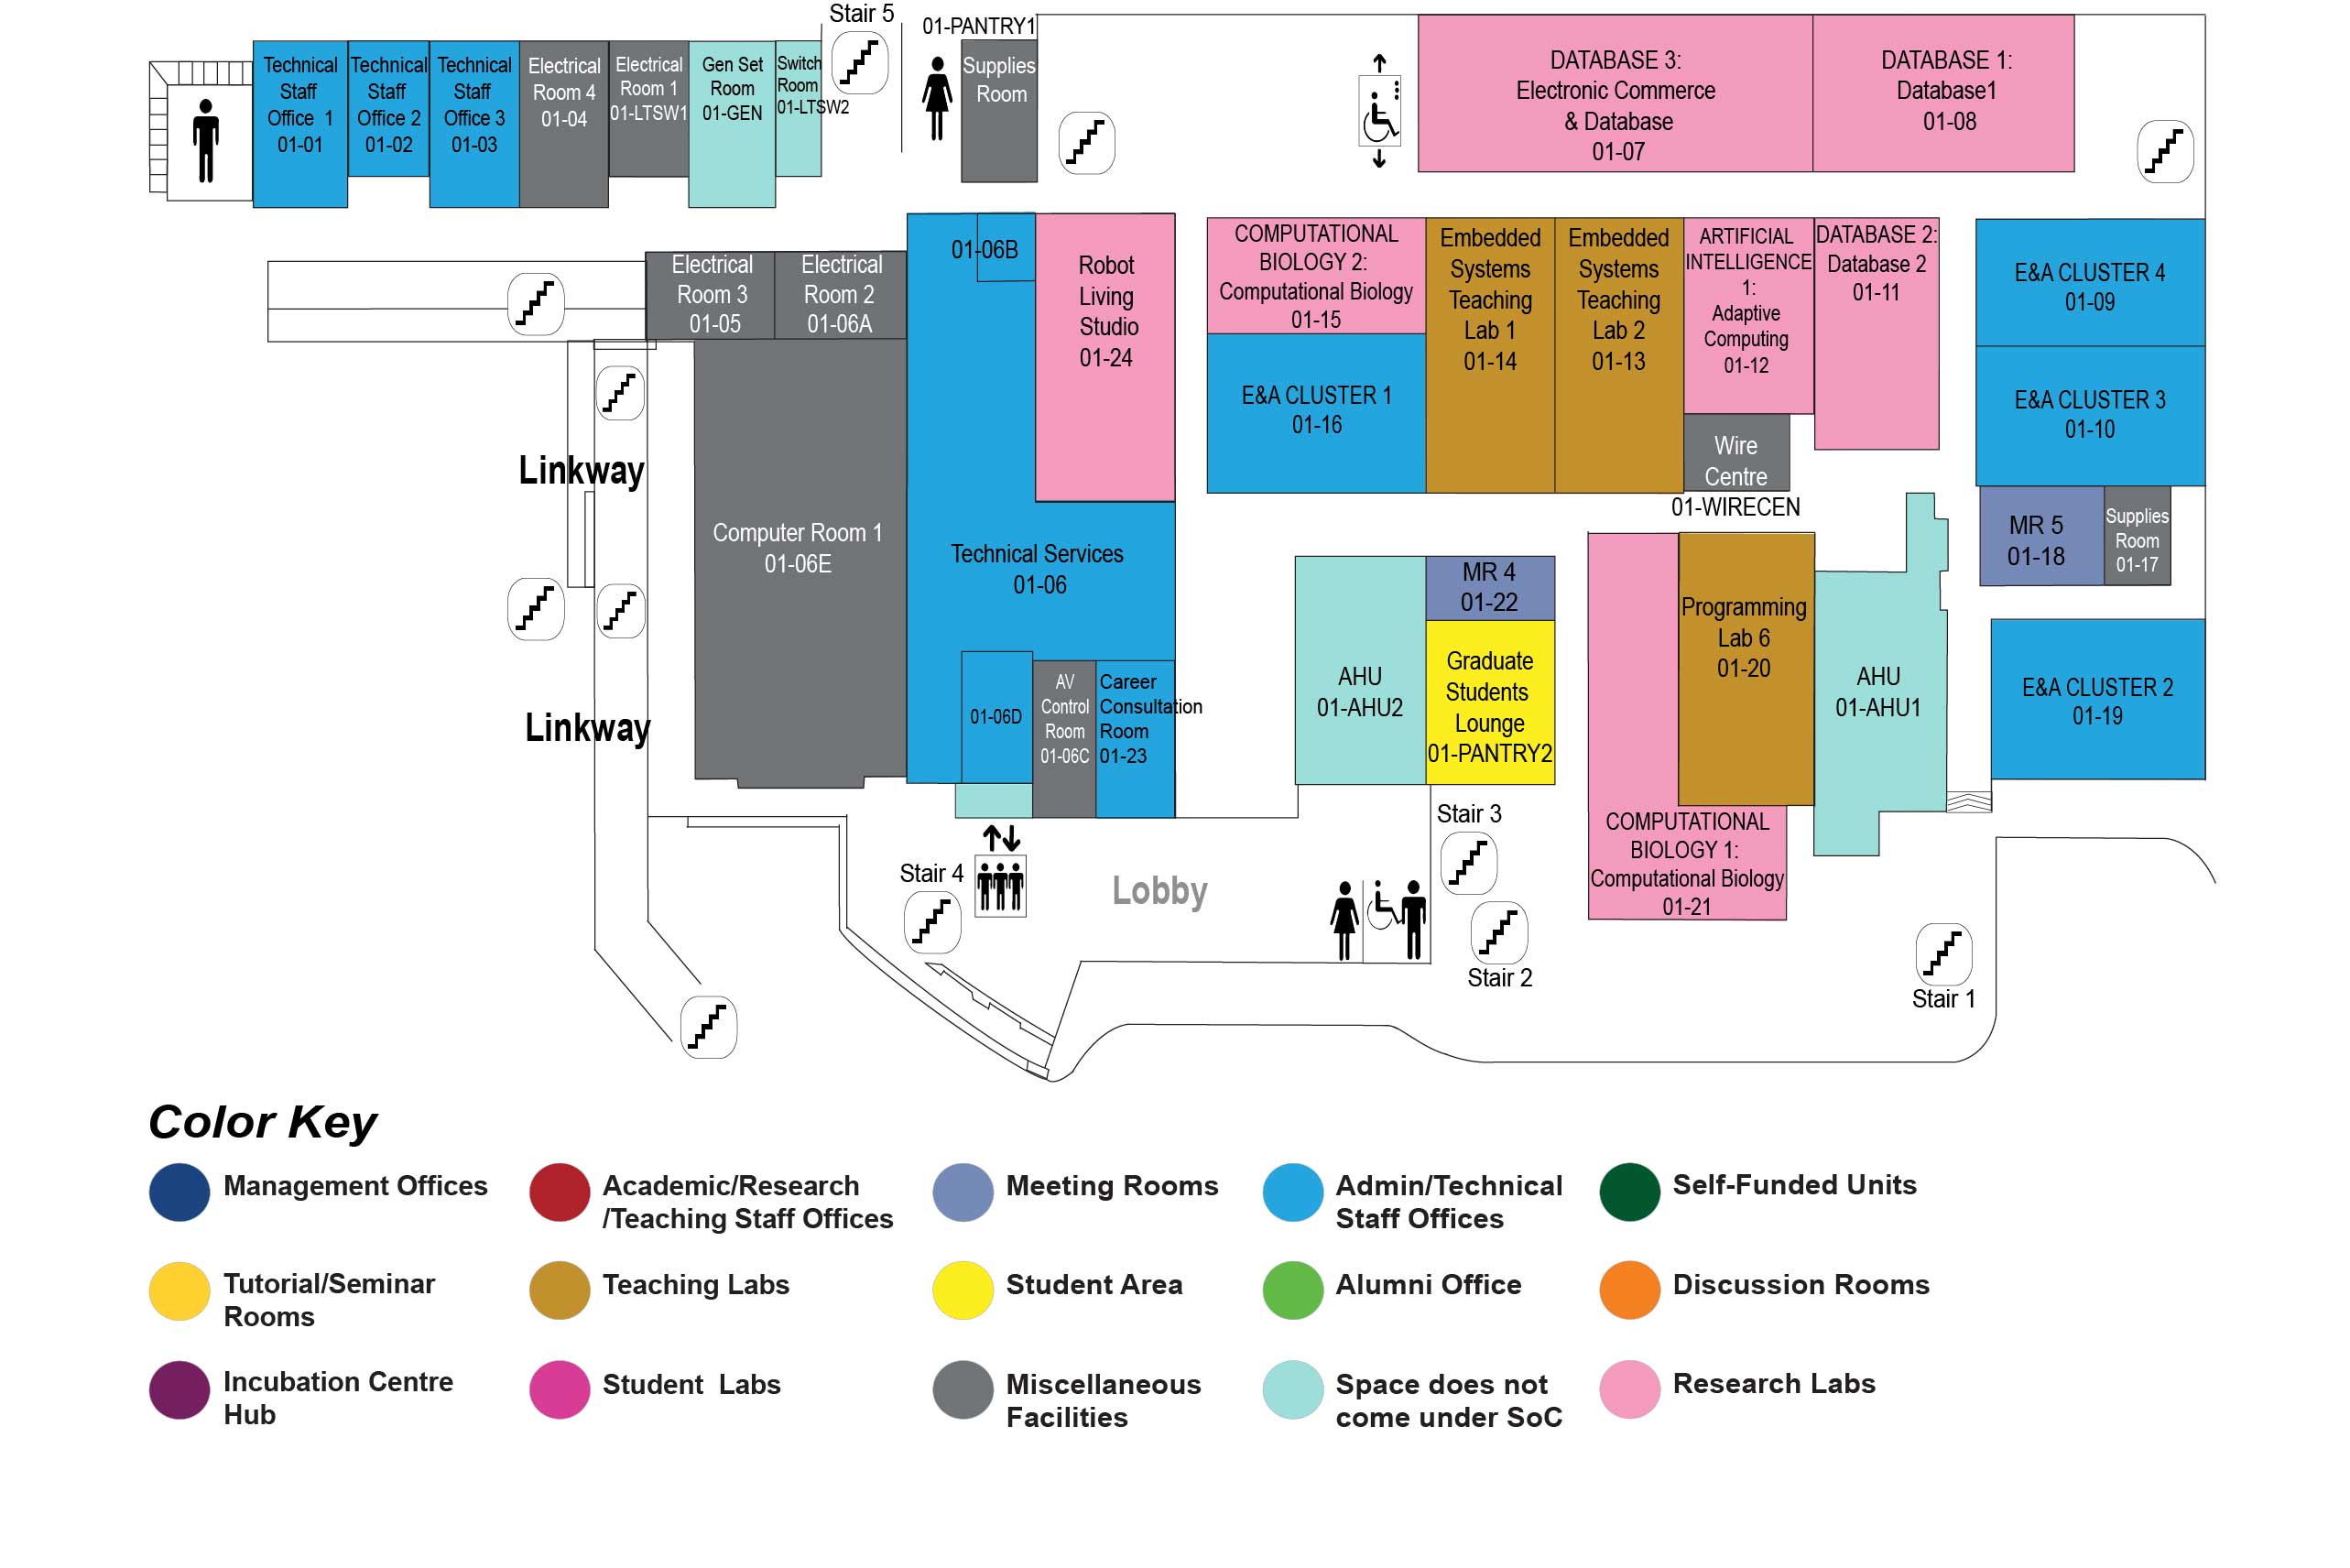 Stair 5
01-PANTRY1
Technical
Staff
Office 1
01-01
Technical
Staff
Office 2
01-02
Technical
Staff
Office 3
01-03
Electrical
Room 4
01-04
Electrical
Room 1
01-LTSW1
Gen Set
Room
01-GEN
Switch
Room
01-LTSW2
Supplies
Room
DATABASE 3:
Electronic Commerce
& Database
01-07
DATABASE 1:
Database1
01-08
Electrical
Room 3
01-05
Electrical
Room 2
01-06A
01-06B
Robot
Living
Studio
01-24
COMPUTATIONAL
BIOLOGY 2:
Computational Biology
01-15
Embedded
Systems
Teaching
Lab 1
01-14
Embedded
Systems
Teaching
Lab 2
01-13
ARTIFICIAL
INTELLIGENCE
1:
Adaptive
Computing
01-12
DATABASE 2:
Database 2
01-11
E&A CLUSTER 4
01-09
E&A CLUSTER 1
01-16
E&A CLUSTER 3
01-10
Wire
Centre
01-WIRECEN
Linkway
Computer Room 1
01-06E
Technical Services
01-06
MR 5
01-18
Supplies
Room
01-17
MR 4
01-22
Programming
Lab 6
01-20
AHU
01-AHU2
Graduate
Students
Lounge
01-PANTRY2
AHU
01-AHU1
E&A CLUSTER 2
01-19
Linkway
01-06D
AV
Control
Room
01-06C
Career
Consultation
Room
01-23
COMPUTATIONAL
BIOLOGY 1:
Computational Biology
01-21
Stair 3
Stair 4
Lobby
Stair 2
Stair 1
Color Key
Management Offices
Academic/Research
/Teaching Staff Offices
Meeting Rooms
Admin/Technical
Staff Offices
Self-Funded Units
Tutorial/Seminar
Rooms
Teaching Labs
Student Area
Alumni Office
Discussion Rooms
Incubation Centre
Hub
Student Labs
Miscellaneous
Facilities
Space does not
come under SoC
Research Labs